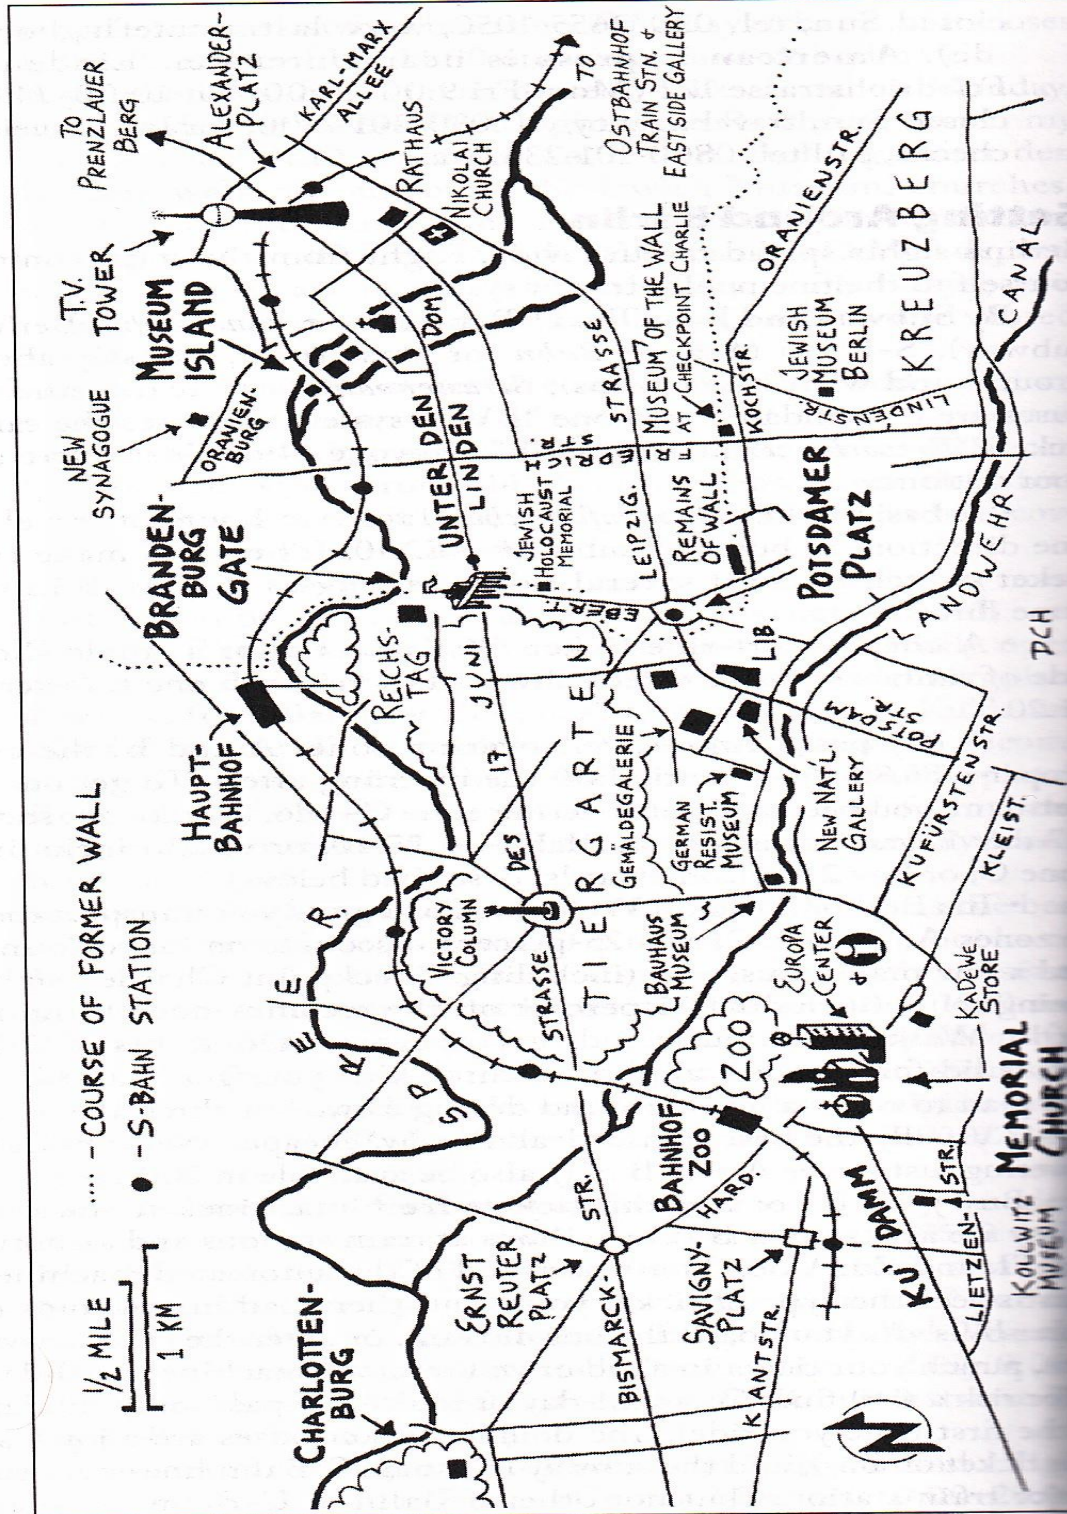 ½ MILE
1 KM
..... - COURSE OF FORMER WALL
● - S-BAHN STATION
TO
PRENZLAUER
BERG
ALEXANDER-
PLATZ
KARL-MARX
ALLEE
RATHAUS
NIKOLAI
CHURCH
TO
OSTBAHNHOF
TRAIN STN. &
EAST SIDE GALLERY
T.V.
TOWER
MUSEUM
ISLAND
NEW
SYNAGOGUE
ORANIEN-
BURG
DOM
UNTER DEN
LINDEN
BRANDEN-
BURG
GATE
HAUPT-
BAHNHOF
REICHS-
TAG
JEWISH
HOLOCAUST
MEMORIAL
EBERT
LEIPZIG.
STRASSE
MUSEUM OF THE WALL
AT CHECKPOINT CHARLIE
REMAINS
OF WALL
KOCHSTR.
ORANIENSTR.
JEWISH
MUSEUM
BERLIN
LINDENSTR.
KREUZBERG
POTSDAMER
PLATZ
LANDWEHR CANAL
SPREE
VICTORY
COLUMN
STRASSE DES 17 JUNI
TIERGARTEN
GEMÄLDEGALERIE
GERMAN
RESIST.
MUSEUM
LIB.
NEW NATL.
GALLERY
POTSDAM
STR.
KUFÜRSTENSTR.
KLEIST.
BAUHAUS
MUSEUM
ZOO
EUROPA
CENTER
&
KADEWE
STORE
MEMORIAL
CHURCH
BAHNHOF
ZOO
HARD.
CHARLOTTEN-
BURG
ERNST
REUTER
PLATZ
BISMARCK-
STR.
SAVIGNY
PLATZ
KANTSTR.
KU' DAMM
LIETZEN-
STR.
KOLLWITZ
MUSEUM
N
DCH